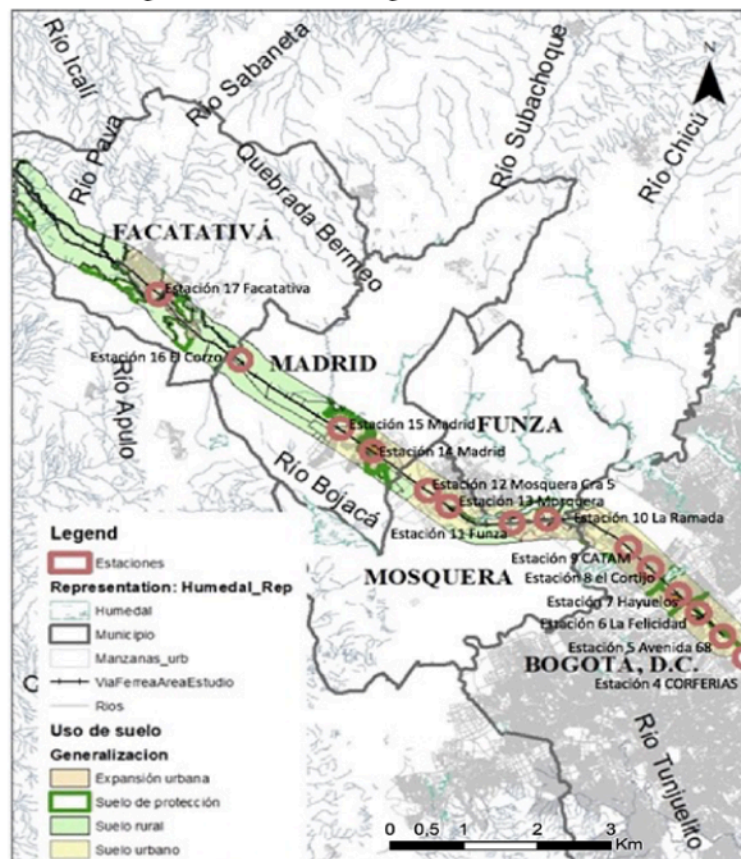 Río Icalí
Río Pava
Río Sabaneta
Quebrada Bermeo
Río Subachoque
Río Chicú
N
FACATATIVÁ
Estación 17 Facatativa
Estación 16 El Corzo
MADRID
Río Apulo
FUNZA
Estación 15 Madrid
Estación 14 Madrid
Río Bojacá
Estación 12 Mosquera Cra 5
Estación 13 Mosquera
Estación 10 La Ramada
Estación 11 Funza
Estación 9 CATAM
MOSQUERA
Estación 8 el Cortijo
Estación 7 Hayuelos
Estación 6 La Felicidad
Estación 5 Avenida 68
BOGOTÁ, D.C.
Estación 4 CORFERIAS
Río Tunjuelito
Legend
Estaciones
Representation: Humedal_Rep
Humedal
Municipio
Manzanas_urb
ViaFerreaAreaEstudio
Rios
Uso de suelo
Generalizacion
Expansión urbana
Suelo de protección
Suelo rural
Suelo urbano
0 0,5 1 2 3
Km